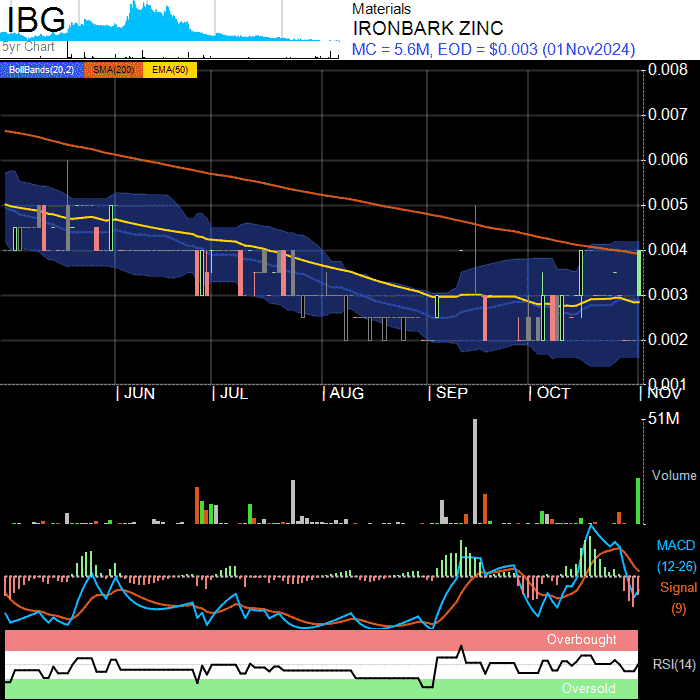 IBG
5yr Chart
Materials
IRONBARK ZINC
MC = 5.6M, EOD = $0.003 (01Nov2024)
BollBands(20,2) SMA(200) EMA(50)
0.008
0.007
0.006
0.005
0.004
0.003
0.002
0.001
JUN JUL AUG SEP OCT NOV
51M
Volume
MACD
(12-26)
Signal
(9)
Overbought
RSI(14)
Oversold